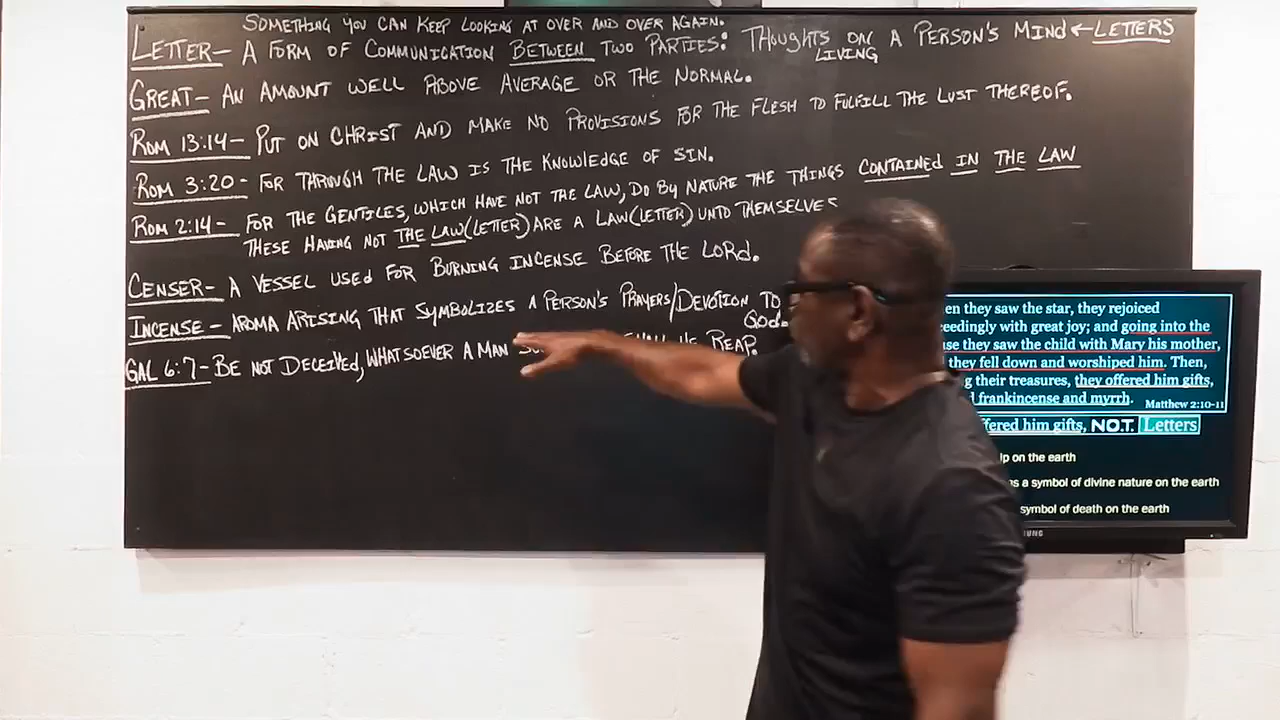 SOMETHING YOU CAN KEEP LOOKING AT OVER AND OVER AGAIN.
LETTER- A FORM OF COMMUNICATION BETWEEN TWO PARTIES: THOUGHTS ON A PERSON'S MIND ←LETTERS
LIVING
GREAT- AN AMOUNT WELL ABOVE AVERAGE OR THE NORMAL.
ROM 13:14- PUT ON CHRIST AND MAKE NO PROVISIONS FOR THE FLESH TO FULFILL THE LUST THEREOF.
ROM 3:20- FOR THROUGH THE LAW IS THE KNOWLEDGE OF SIN.
ROM 2:14- FOR THE GENTILES, WHICH HAVE NOT THE LAW, DO BY NATURE THE THINGS CONTAINED IN THE LAW
THESE HAVING NOT THE LAW(LETTER) ARE A LAW(LETTER) UNTO THEMSELVES
CENSER- A VESSEL USED FOR BURNING INCENSE BEFORE THE LORD.
INCENSE- AROMA ARISING THAT SYMBOLIZES A PERSON'S PRAYERS/DEVOTION TO
GOD.
GAL 6:7- BE NOT DECEIVED, WHATSOEVER A MAN REAP.
they saw the star, they rejoiced
with great joy; and going into the
they saw the child with Mary his mother,
they fell down and worshiped him. Then,
their treasures, they offered him gifts,
frankincense and myrrh. Matthew 2:10-11
him gifts, N.O.T. Letters
on the earth
as a symbol of divine nature on the earth
symbol of death on the earth